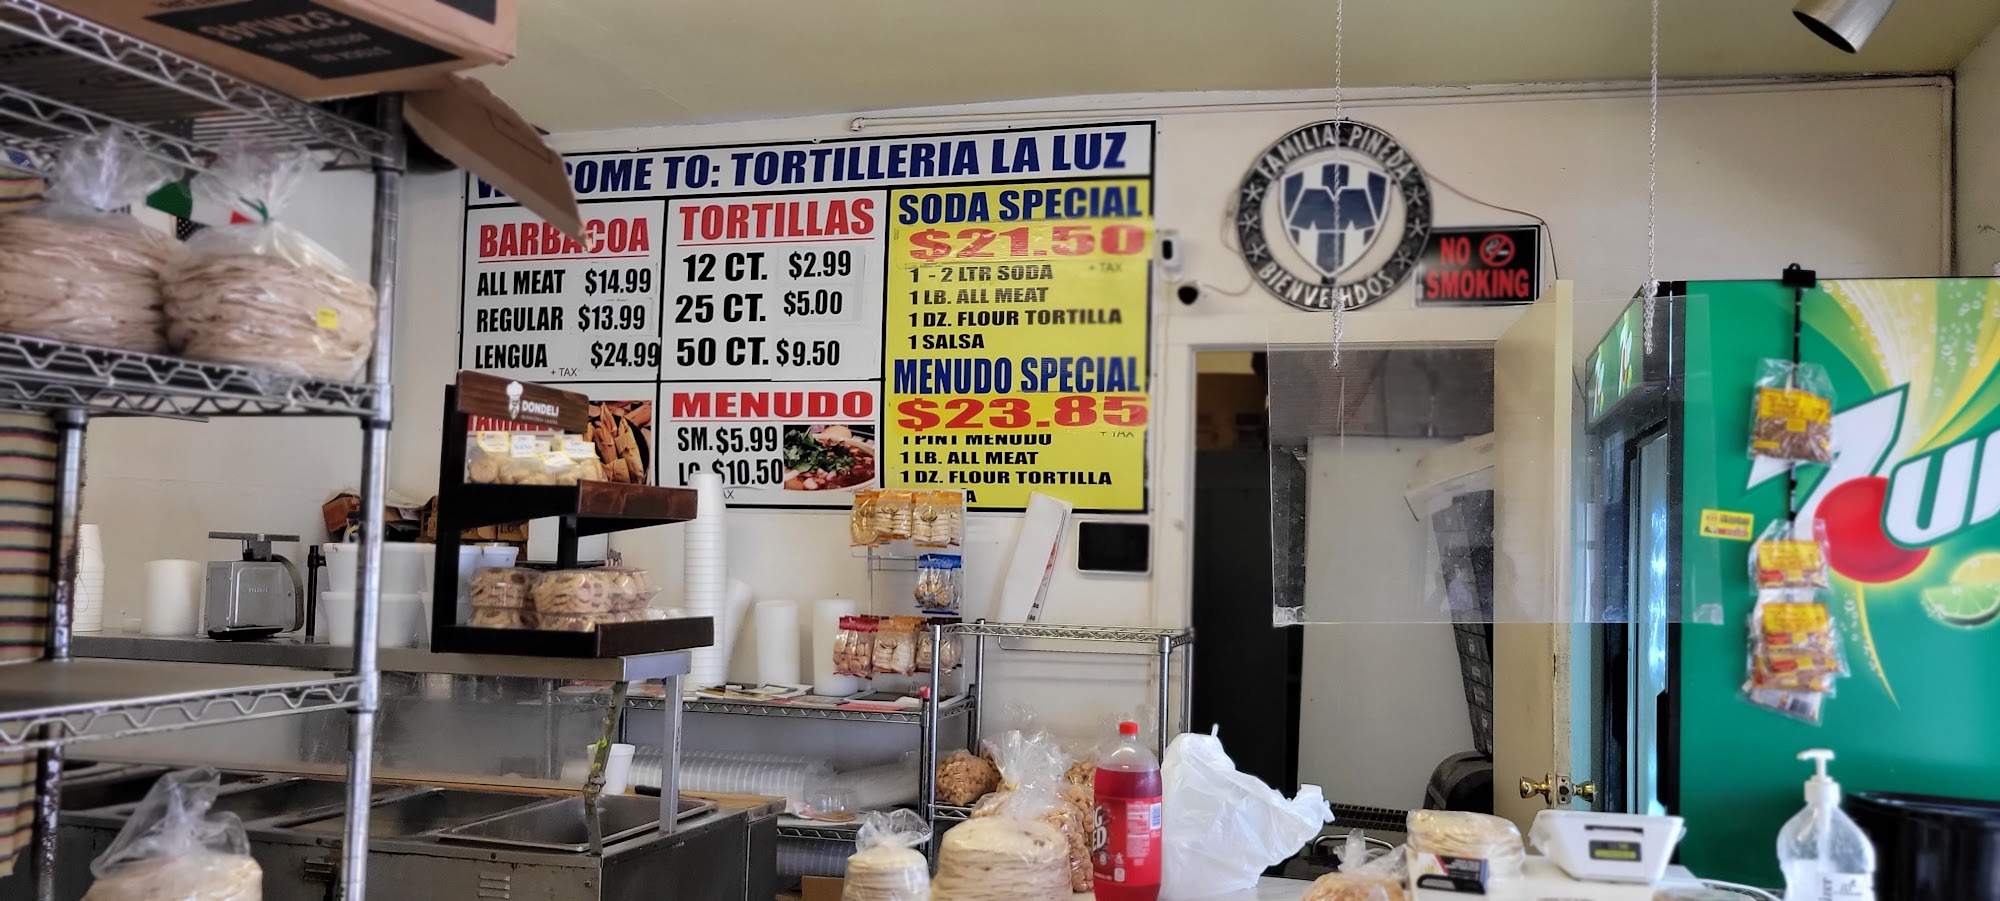 COME TO: TORTILLERIA LA LUZ
BARBACOA
ALL MEAT $14.99
REGULAR $13.99
LENGUA $24.99
+ TAX
TORTILLAS
12 CT. $2.99
25 CT. $5.00
50 CT. $9.50
MENUDO
SM. $5.99
$10.50
SODA SPECIAL
$21.50
+ TAX
1 - 2 LTR SODA
1 LB. ALL MEAT
1 DZ. FLOUR TORTILLA
1 SALSA
MENUDO SPECIAL
$23.85
+ TAX
1 PINT MENUDO
1 LB. ALL MEAT
1 DZ. FLOUR TORTILLA
DONDELI
FAMILIA PINEDA
BIENVENIDOS
NO
SMOKING
7UP